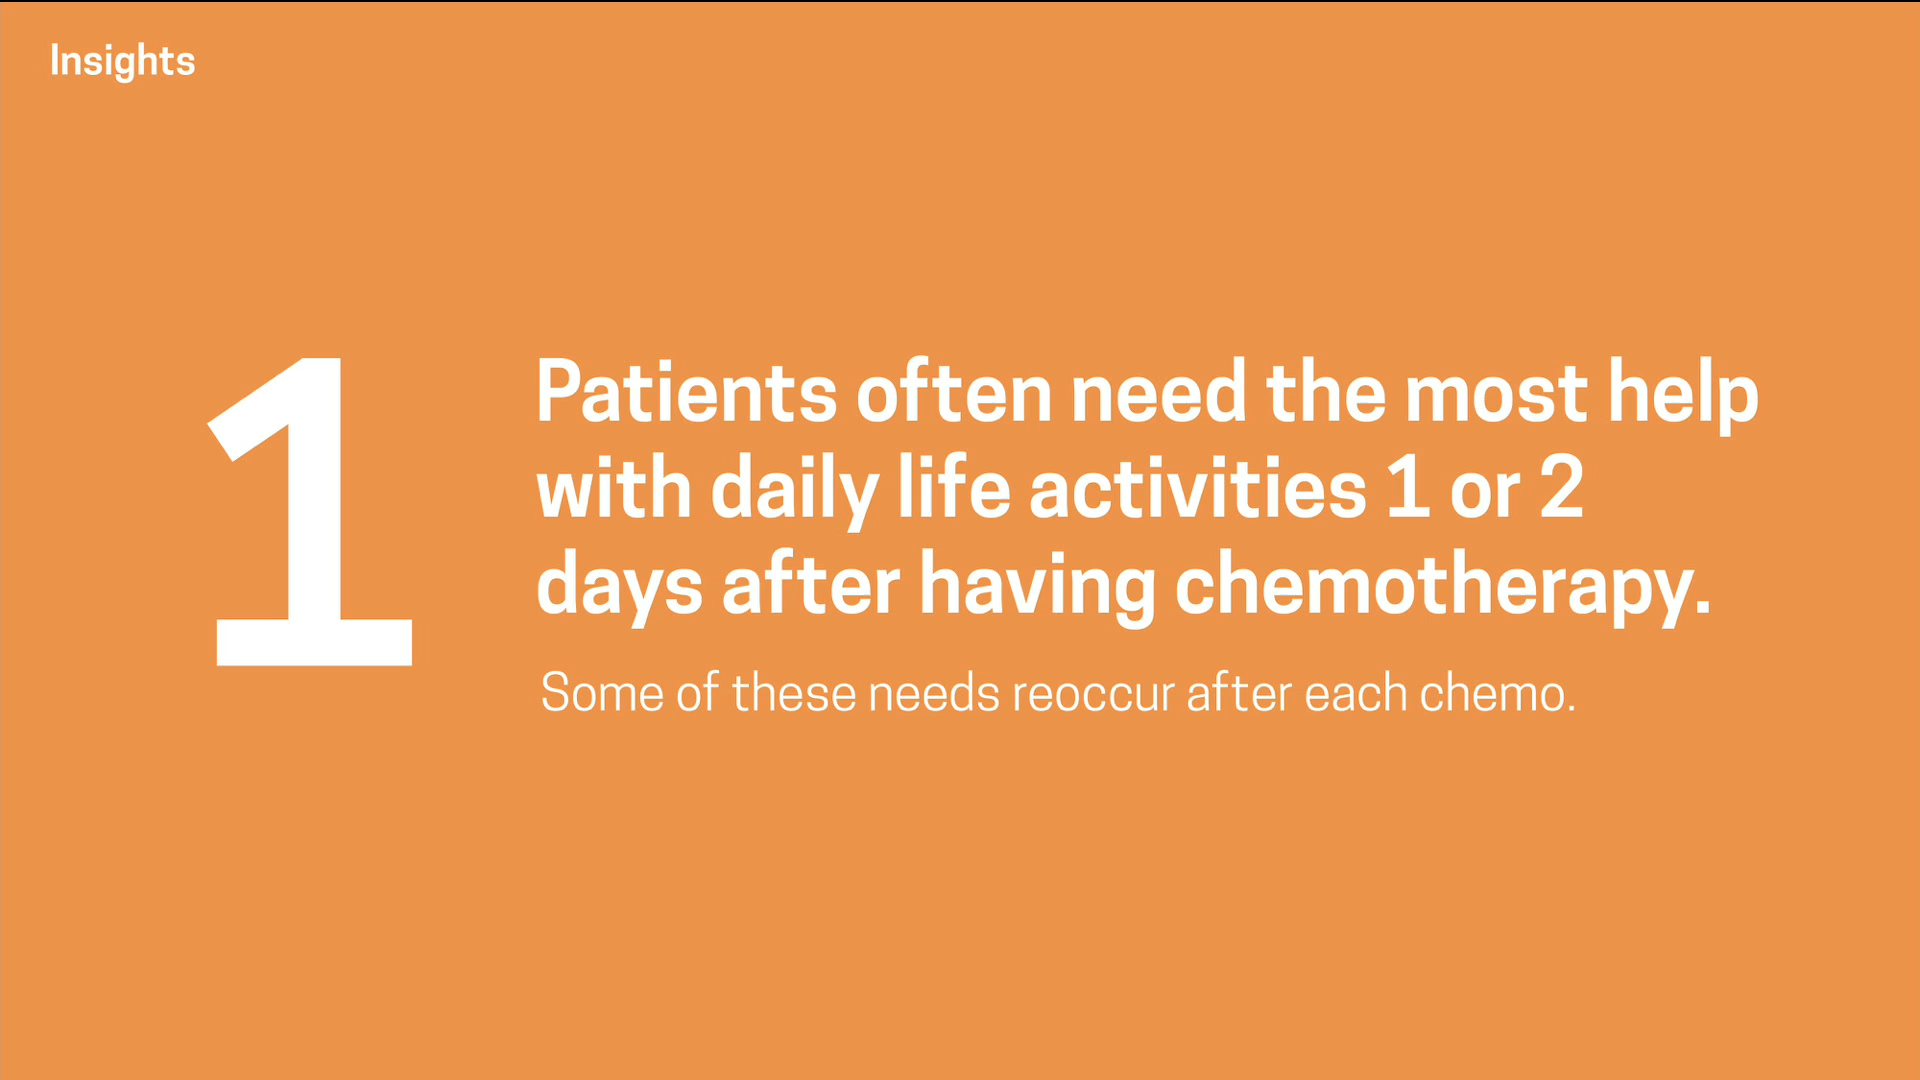 Insights
1
Patients often need the most help
with daily life activities 1 or 2
days after having chemotherapy.
Some of these needs reoccur after each chemo.